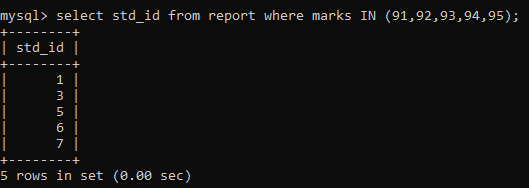 mysql> select std_id from report where marks IN (91,92,93,94,95);
+--------+
| std_id |
+--------+
|      1 |
|      3 |
|      5 |
|      6 |
|      7 |
+--------+
5 rows in set (0.00 sec)